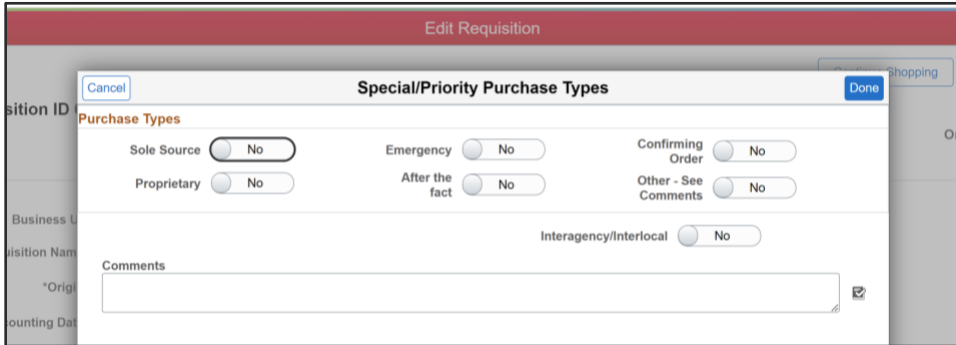 Edit Requisition
Shopping
Cancel
Special/Priority Purchase Types
Done
sition ID
Purchase Types
Sole Source No
Emergency No
Confirming
Order No
Proprietary No
After the
fact No
Other - See
Comments No
Business U
uisition Nam
Interagency/Interlocal No
Comments
*Origi
ounting Dat